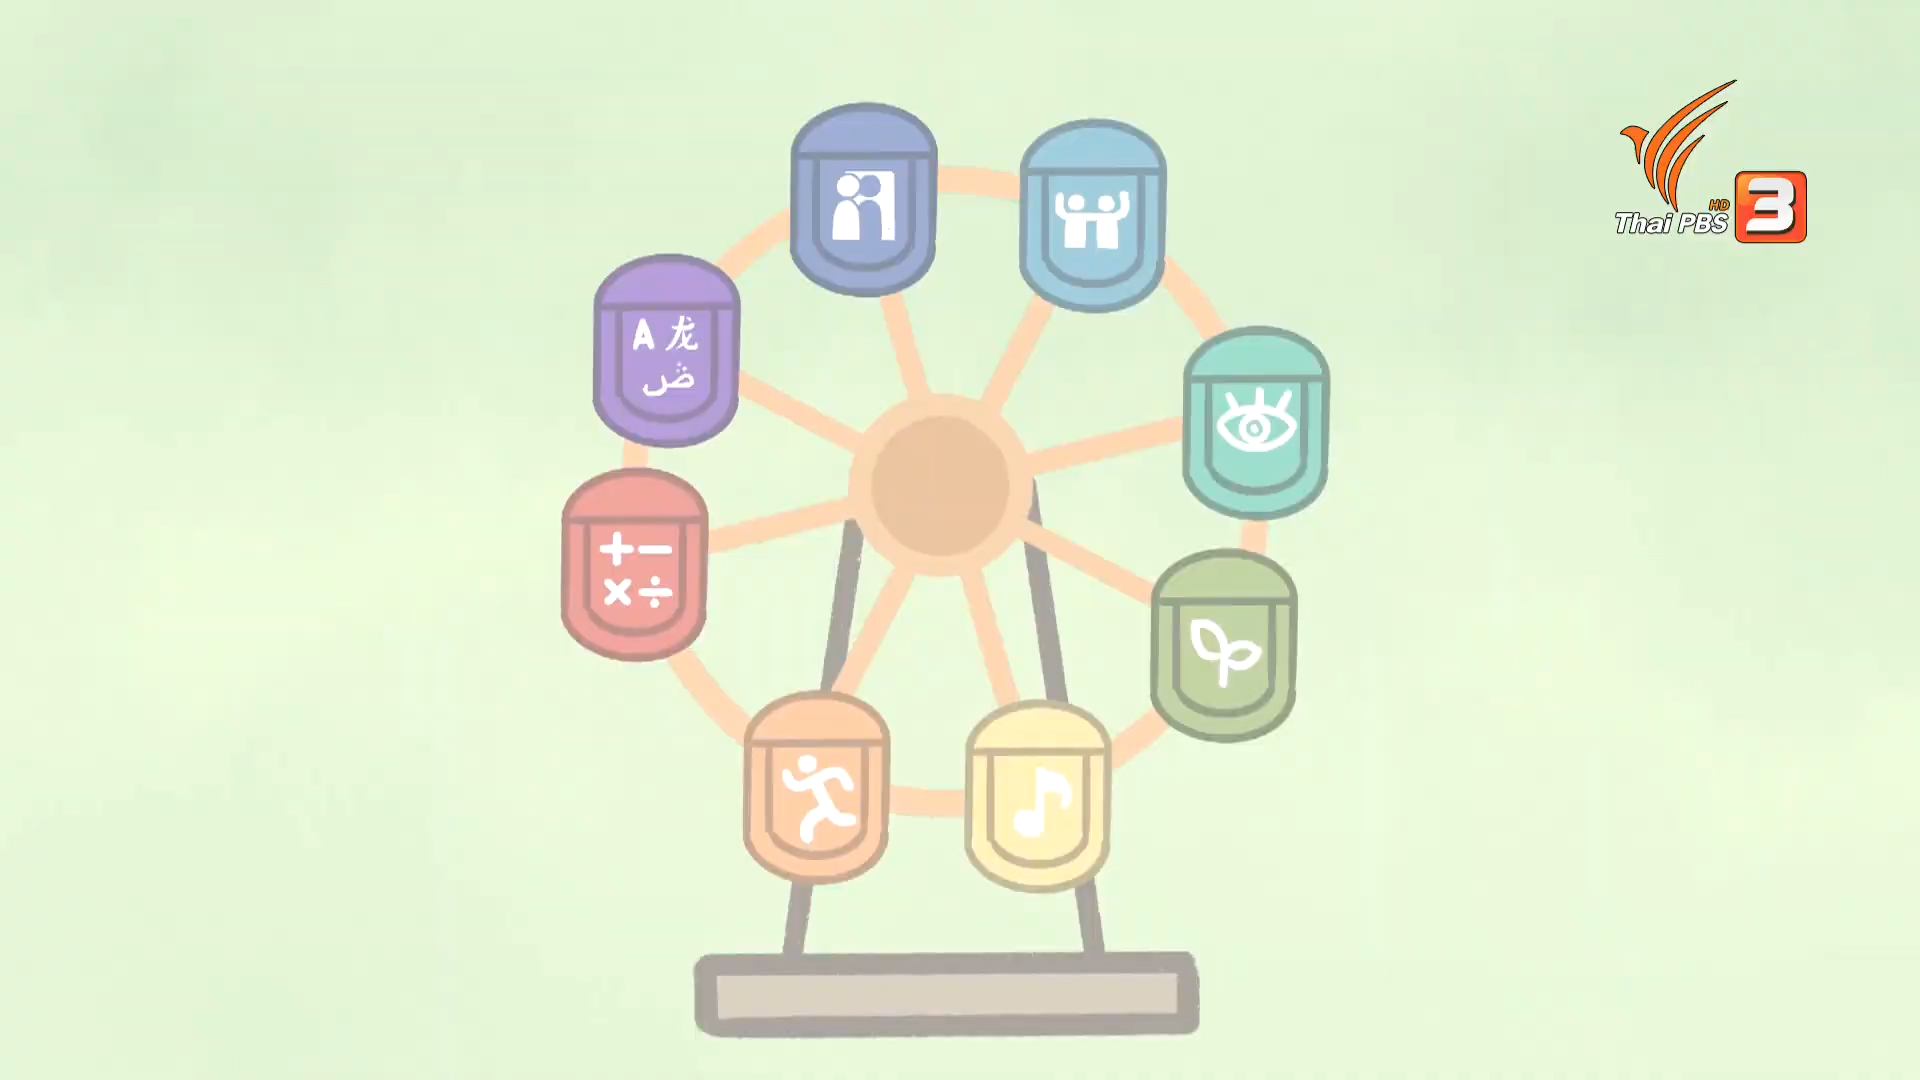 HD
Thai PBS 3
A 龙
ض
+ −
× ÷